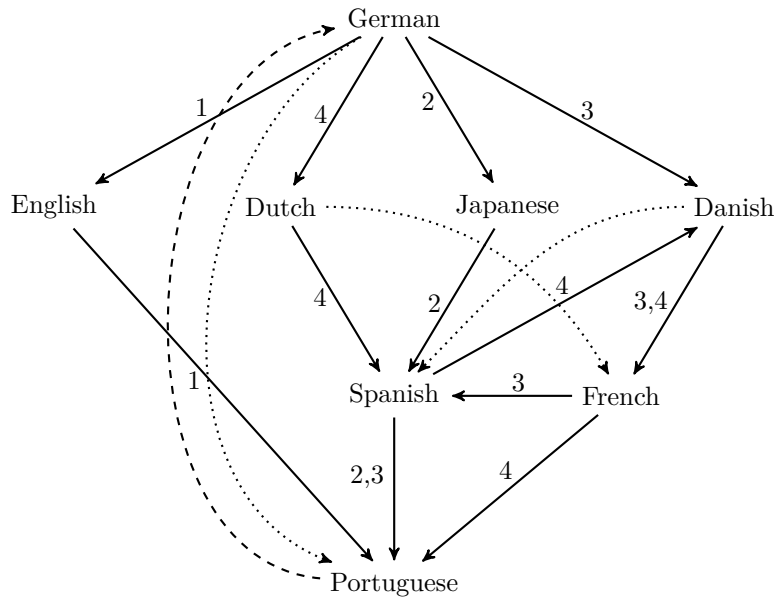 German
1
4
2
3
English
Dutch
Japanese
Danish
4
2
4
3,4
1
Spanish
3
French
2,3
4
Portuguese